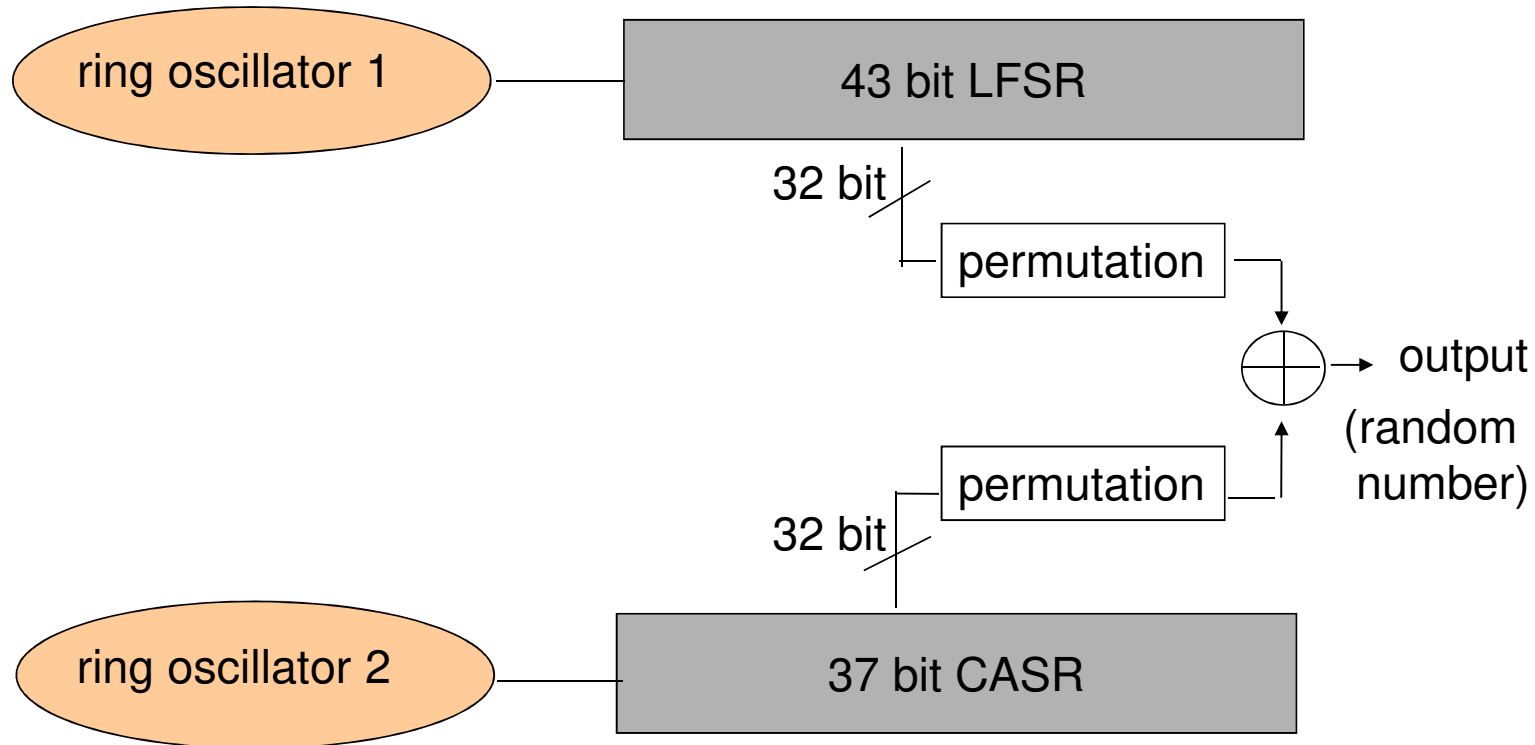 ring oscillator 1
43 bit LFSR
32 bit
permutation
output
(random
number)
permutation
32 bit
ring oscillator 2
37 bit CASR